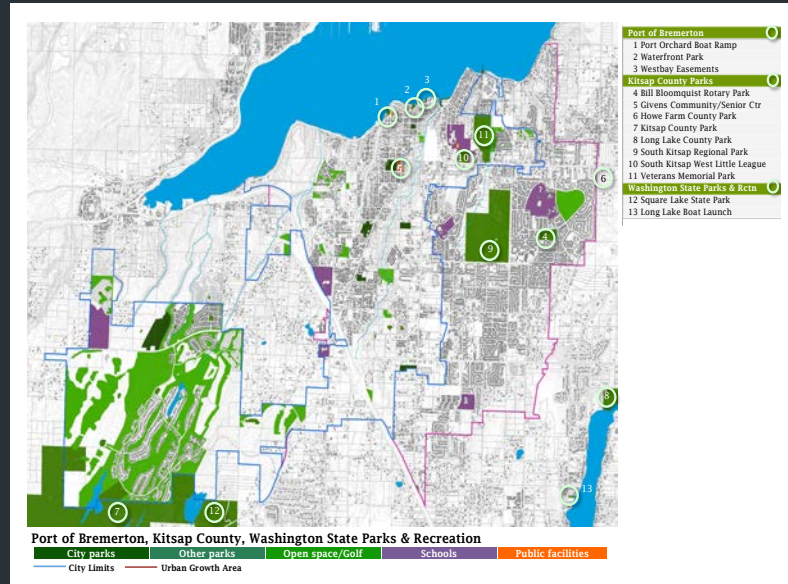 Port of Bremerton
1 Port Orchard Boat Ramp
2 Waterfront Park
3 Westbay Easements
Kitsap County Parks
4 Bill Bloomquist Rotary Park
5 Givens Community/Senior Ctr
6 Howe Farm County Park
7 Kitsap County Park
8 Long Lake County Park
9 South Kitsap Regional Park
10 South Kitsap West Little League
11 Veterans Memorial Park
Washington State Parks & Rctn
12 Square Lake State Park
13 Long Lake Boat Launch
3
2
1
11
10
5
6
4
9
8
13
7
12
Port of Bremerton, Kitsap County, Washington State Parks & Recreation
City parks
Other parks
Open space/Golf
Schools
Public facilities
City Limits
Urban Growth Area